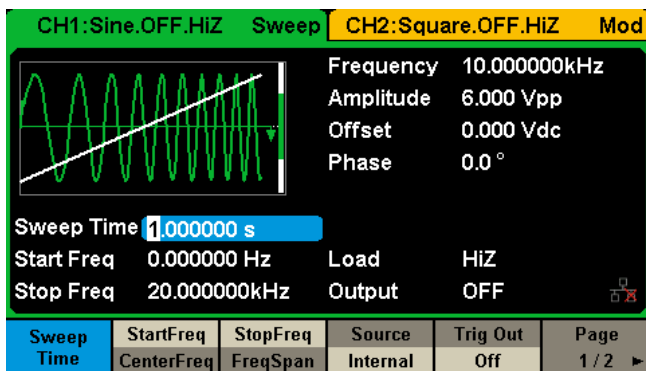 CH1:Sine.OFF.HiZ Sweep CH2:Square.OFF.HiZ Mod
Frequency 10.000000kHz
Amplitude 6.000 Vpp
Offset 0.000 Vdc
Phase 0.0 °
Sweep Time 1.000000 s
Start Freq 0.000000 Hz Load HiZ
Stop Freq 20.000000kHz Output OFF
Sweep StartFreq StopFreq Source Trig Out Page
Time CenterFreq FreqSpan Internal Off 1/2 ►